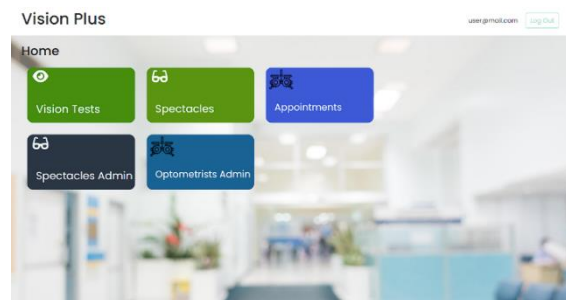 Vision Plus
user@mail.com Log Out
Home
Vision Tests
Spectacles
Appointments
Spectacles Admin
Optometrists Admin